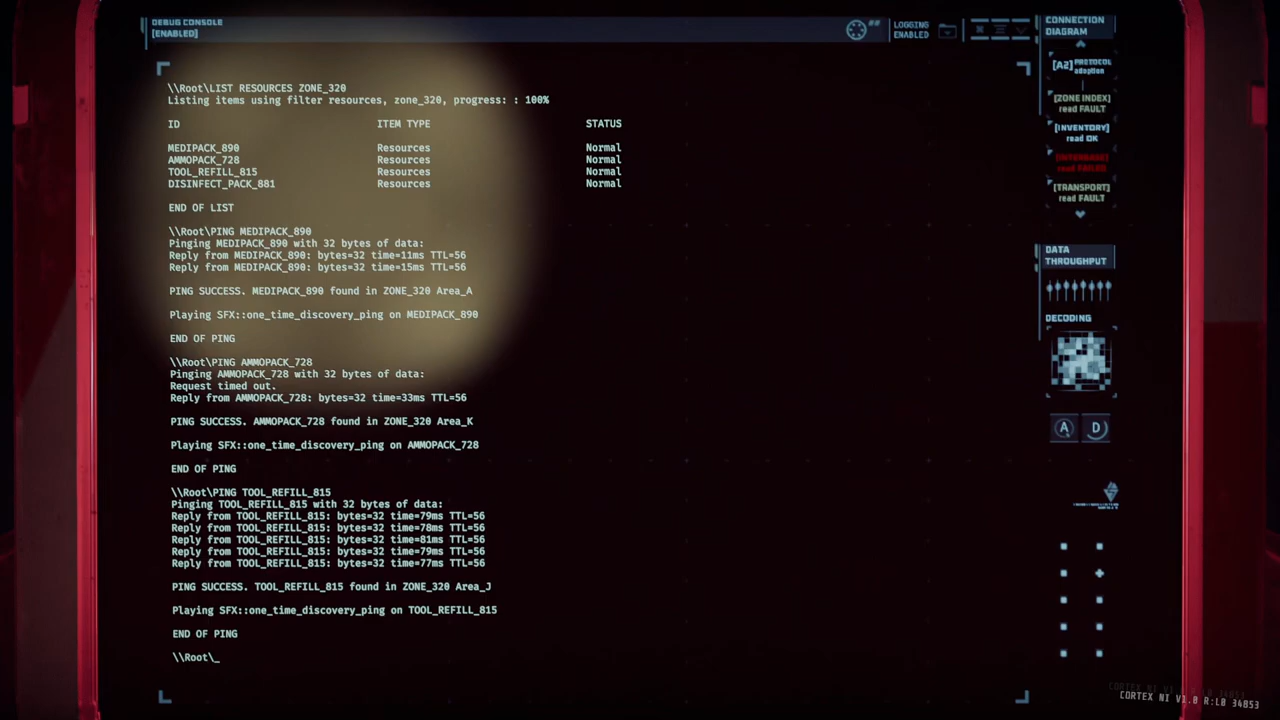 DEBUG CONSOLE
[ENABLED]
LOGGING
ENABLED
\\Root\LIST RESOURCES ZONE_320
Listing items using filter resources, zone_320, progress: : 100%
ID ITEM TYPE STATUS
MEDIPACK_890 Resources Normal
AMMOPACK_728 Resources Normal
TOOL_REFILL_815 Resources Normal
DISINFECT_PACK_881 Resources Normal
END OF LIST
\\Root\PING MEDIPACK_890
Pinging MEDIPACK_890 with 32 bytes of data:
Reply from MEDIPACK_890: bytes=32 time=11ms TTL=56
Reply from MEDIPACK_890: bytes=32 time=15ms TTL=56
PING SUCCESS. MEDIPACK_890 found in ZONE_320 Area_A
Playing SFX::one_time_discovery_ping on MEDIPACK_890
END OF PING
\\Root\PING AMMOPACK_728
Pinging AMMOPACK_728 with 32 bytes of data:
Request timed out.
Reply from AMMOPACK_728: bytes=32 time=33ms TTL=56
PING SUCCESS. AMMOPACK_728 found in ZONE_320 Area_K
Playing SFX::one_time_discovery_ping on AMMOPACK_728
END OF PING
\\Root\PING TOOL_REFILL_815
Pinging TOOL_REFILL_815 with 32 bytes of data:
Reply from TOOL_REFILL_815: bytes=32 time=79ms TTL=56
Reply from TOOL_REFILL_815: bytes=32 time=78ms TTL=56
Reply from TOOL_REFILL_815: bytes=32 time=81ms TTL=56
Reply from TOOL_REFILL_815: bytes=32 time=79ms TTL=56
Reply from TOOL_REFILL_815: bytes=32 time=77ms TTL=56
PING SUCCESS. TOOL_REFILL_815 found in ZONE_320 Area_J
Playing SFX::one_time_discovery_ping on TOOL_REFILL_815
END OF PING
\\Root\_
CONNECTION
DIAGRAM
[A2] PROTOCOL
adoption
[ZONE INDEX]
read FAULT
[INVENTORY]
read OK
read FAILED
[TRANSPORT]
read FAULT
DATA
THROUGHPUT
DECODING
A D
CORTEX NI V1.0 R:L0 34853